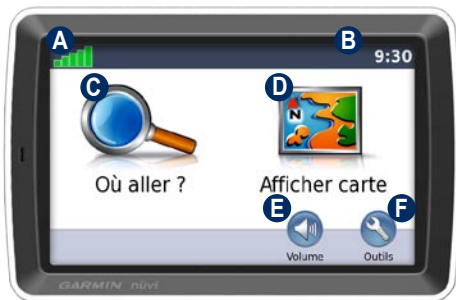 A
B
9:30
C
D
N
Où aller ?
Afficher carte
E
F
Volume
Outils
GARMIN nüvi